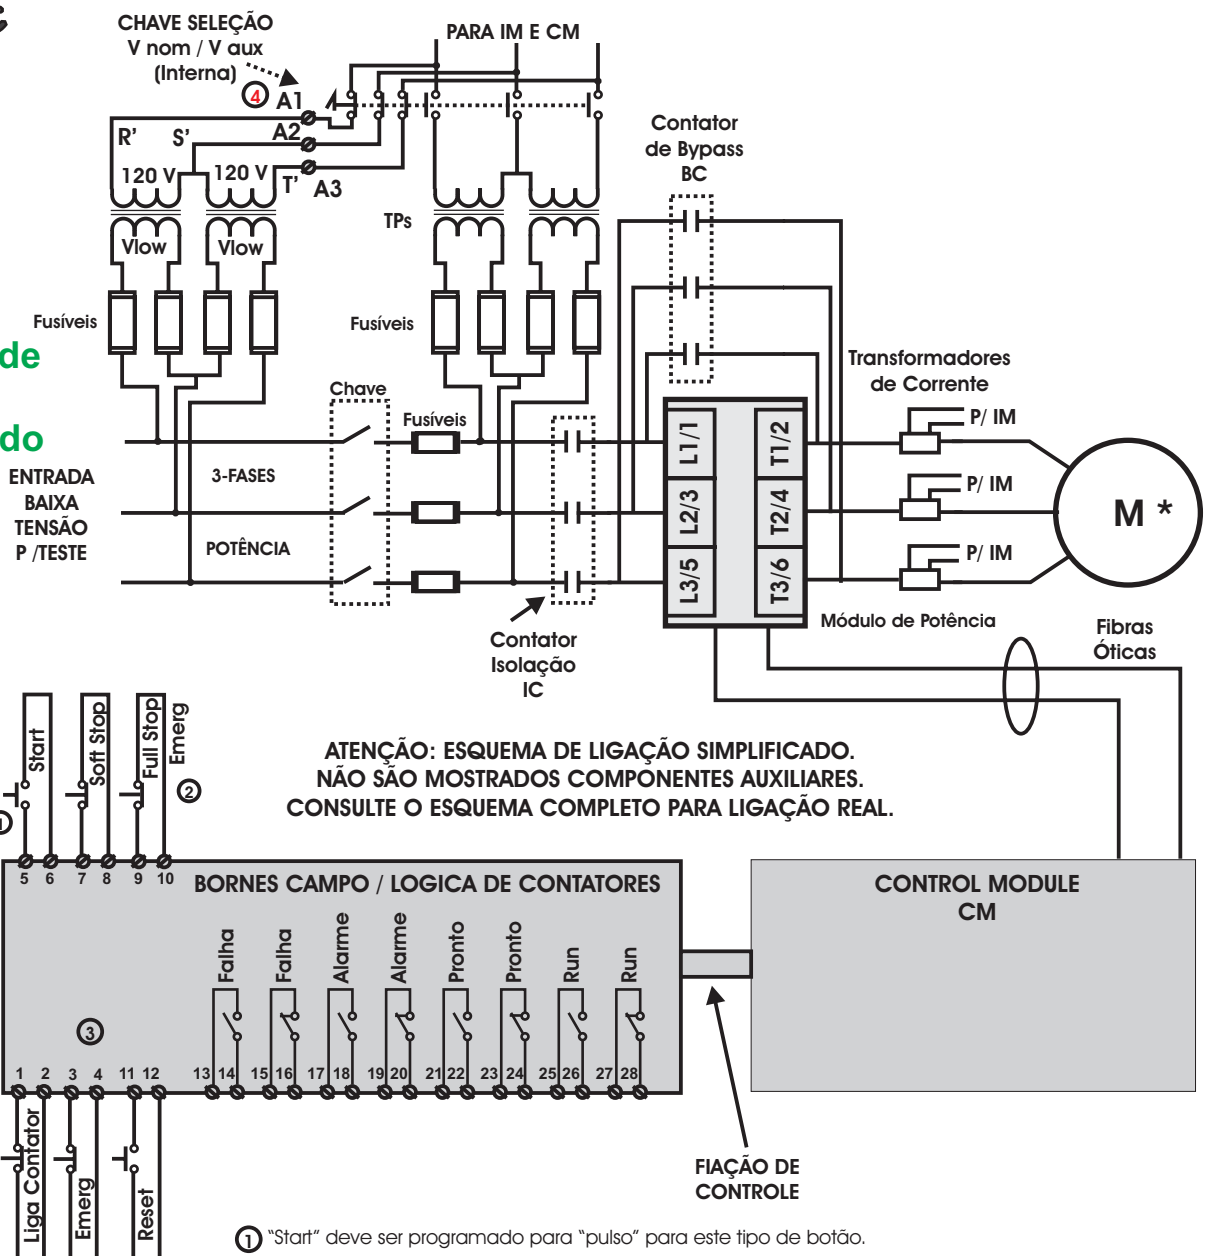 CHAVE SELEÇÃO
V nom / V aux
(Interna)
4
PARA IM E CM
A1
A2
A3
R'
S'
T'
120 V
120 V
Vlow
Vlow
TPs
Contator
de Bypass
BC
Fusíveis
Fusíveis
de
do
Chave
Fusíveis
Transformadores
de Corrente
P/ IM
P/ IM
P/ IM
ENTRADA
BAIXA
TENSÃO
P /TESTE
3-FASES
POTÊNCIA
L1/1
L2/3
L3/5
T1/2
T2/4
T3/6
M *
Módulo de Potência
Contator
Isolação
IC
Fibras
Óticas
Start
Soft Stop
Full Stop
Emerg
1
2
ATENÇÃO: ESQUEMA DE LIGAÇÃO SIMPLIFICADO.
NÃO SÃO MOSTRADOS COMPONENTES AUXILIARES.
CONSULTE O ESQUEMA COMPLETO PARA LIGAÇÃO REAL.
5 6 7 8 9 10
BORNES CAMPO / LOGICA DE CONTATORES
CONTROL MODULE
CM
Falha
Falha
Alarme
Alarme
Pronto
Pronto
Run
Run
3
1 2 3 4 11 12 13 14 15 16 17 18 19 20 21 22 23 24 25 26 27 28
Liga Contator
Emerg
Reset
FIAÇÃO DE
CONTROLE
1 "Start" deve ser programado para "pulso" para este tipo de botão.